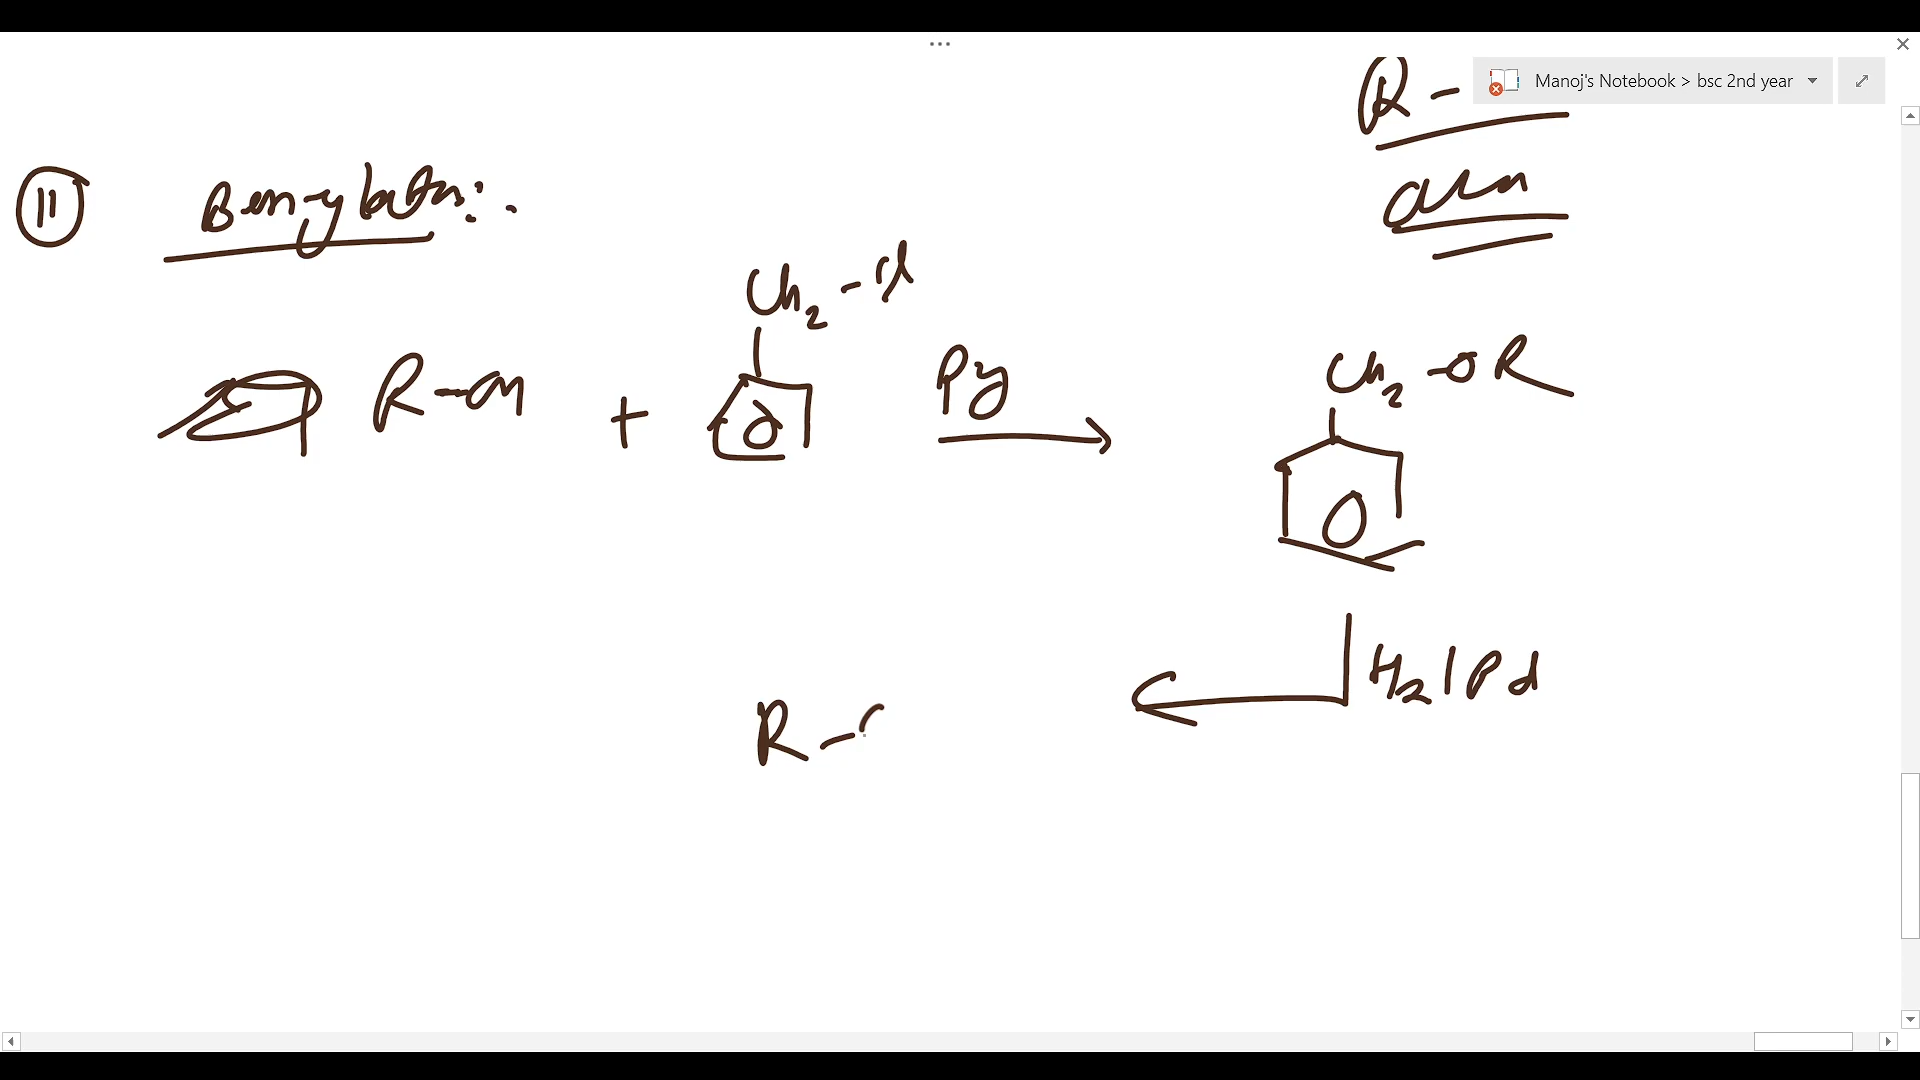 ...
R -
Manoj's Notebook > bsc 2nd year
11 Benzylation:.
Ch2 - Cl
R-OH + Py
Ch2 -OR
H2 | Pd
R -